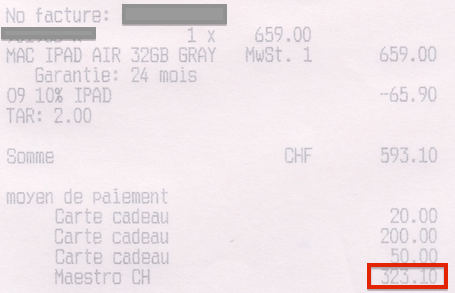 No facture:
1 x 659.00
MAC IPAD AIR 32GB GRAY MwSt. 1 659.00
Garantie: 24 mois
09 10% IPAD -65.90
TAR: 2.00
Somme CHF 593.10
moyen de paiement
Carte cadeau 20.00
Carte cadeau 200.00
Carte cadeau 50.00
Maestro CH 323.10